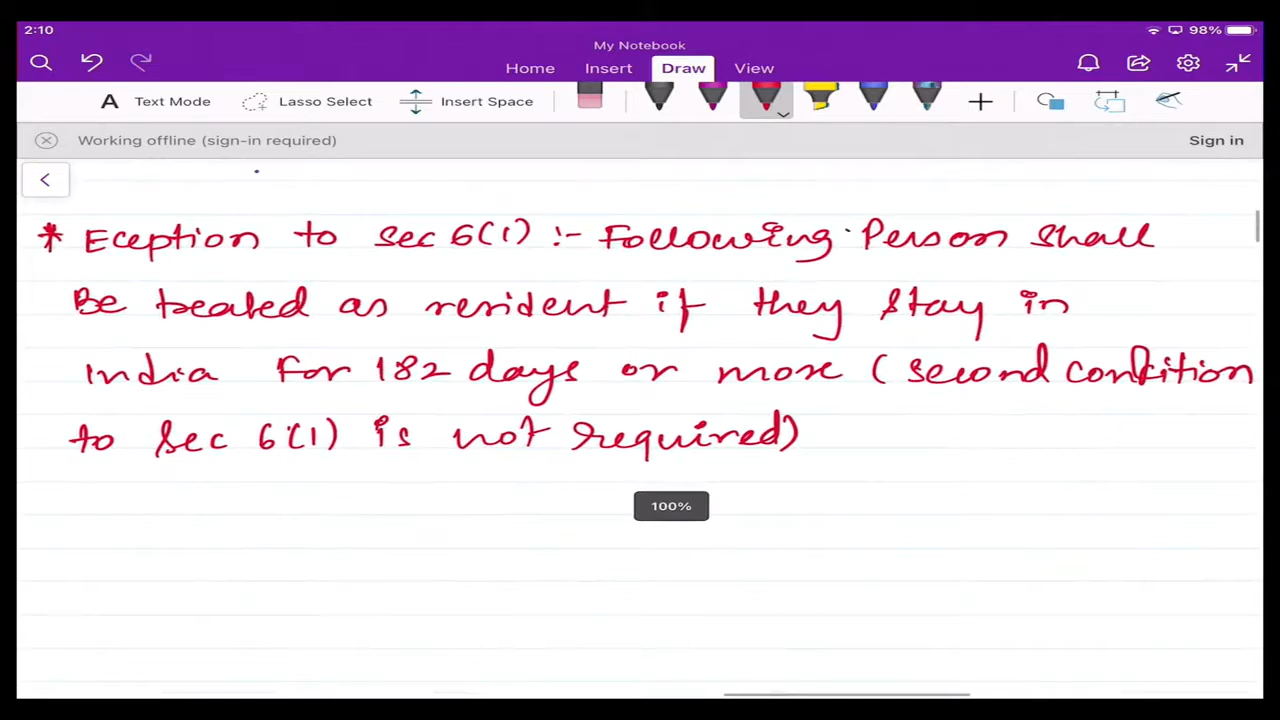 2:10
98%
My Notebook
Home Insert Draw View
A Text Mode Lasso Select Insert Space
Working offline (sign-in required) Sign in
* Eception to sec 6(1) :- Following Person shall
Be treated as resident if they stay in
India For 182 days or more (second condition
to sec 6(1) is not required)
100%